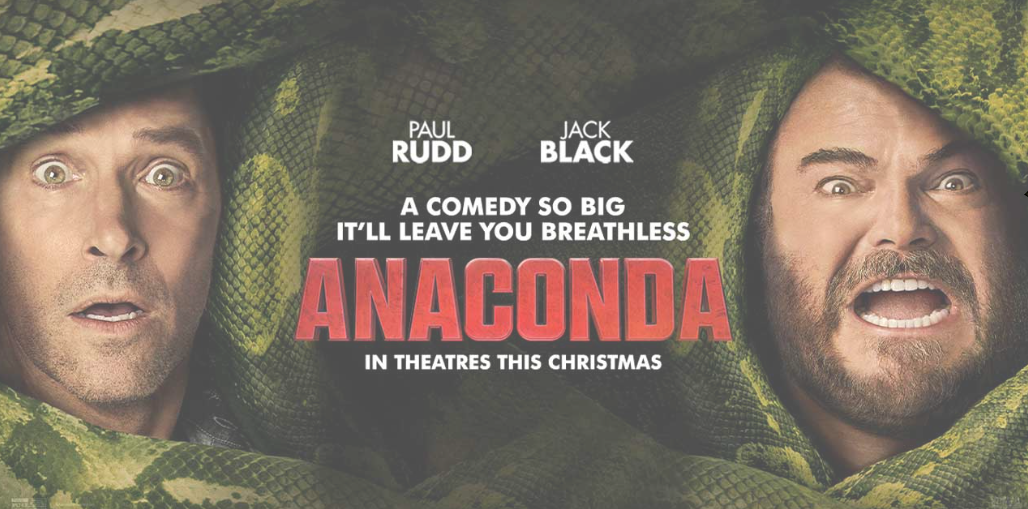 PAUL
RUDD
JACK
BLACK
A COMEDY SO BIG
IT'LL LEAVE YOU BREATHLESS
ANACONDA
IN THEATRES THIS CHRISTMAS